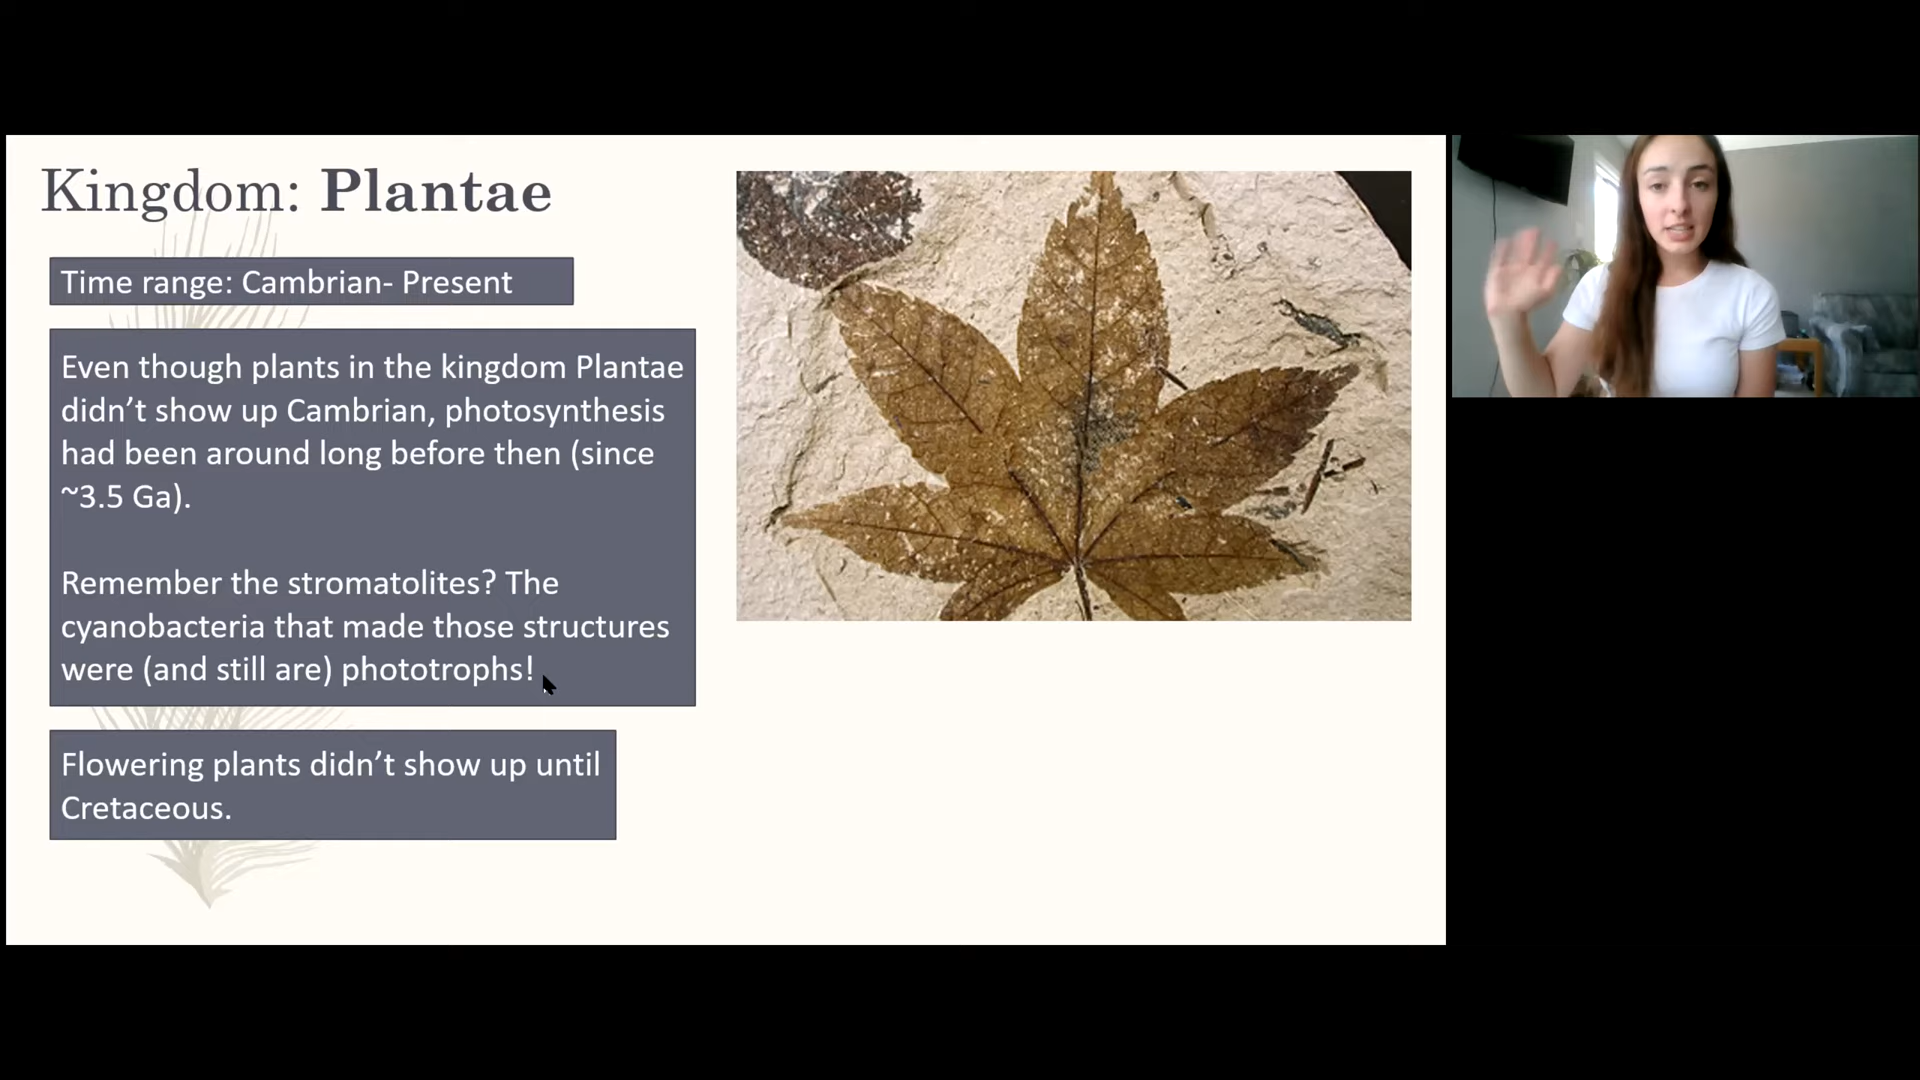 Kingdom: Plantae
Time range: Cambrian- Present
Even though plants in the kingdom Plantae
didn’t show up Cambrian, photosynthesis
had been around long before then (since
~3.5 Ga).
Remember the stromatolites? The
cyanobacteria that made those structures
were (and still are) phototrophs!
Flowering plants didn’t show up until
Cretaceous.